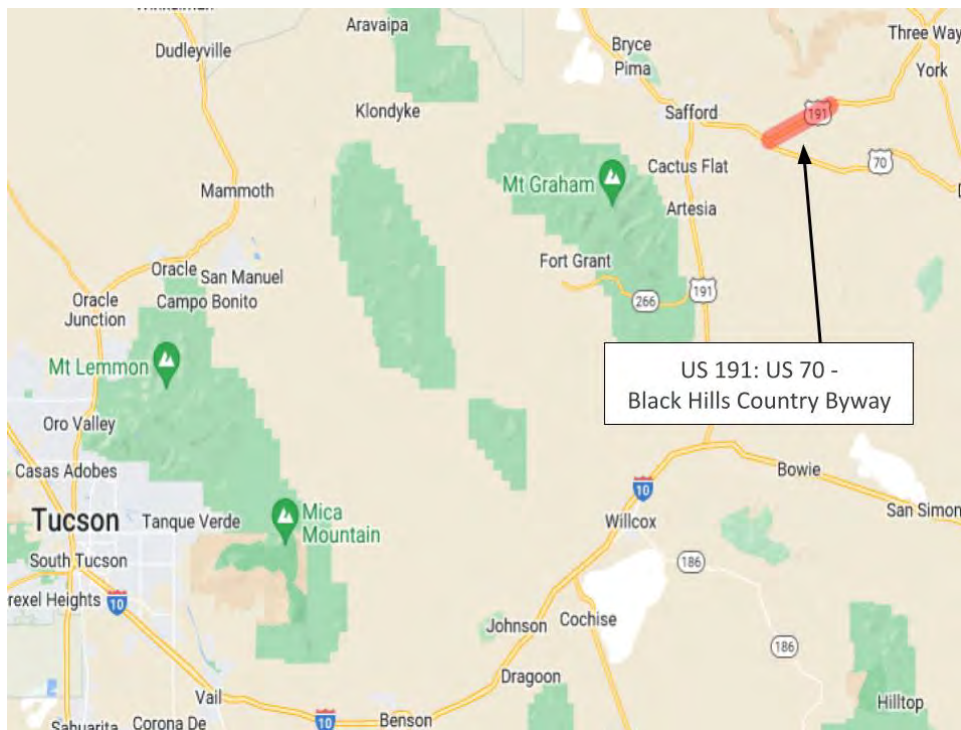 Aravaipa
Dudleyville
Bryce
Pima
Three Way
York
Klondyke
Safford
191
70
Cactus Flat
Mt Graham
Mammoth
Artesia
Oracle
San Manuel
Campo Bonito
Fort Grant
266
191
Oracle
Junction
Mt Lemmon
US 191: US 70 -
Black Hills Country Byway
Oro Valley
Casas Adobes
Bowie
10
San Simon
Tucson
Tanque Verde
Mica
Mountain
Willcox
South Tucson
186
rexel Heights
10
Johnson
Cochise
186
Dragoon
Vail
Hilltop
10
Benson
Sahuarita
Corona De